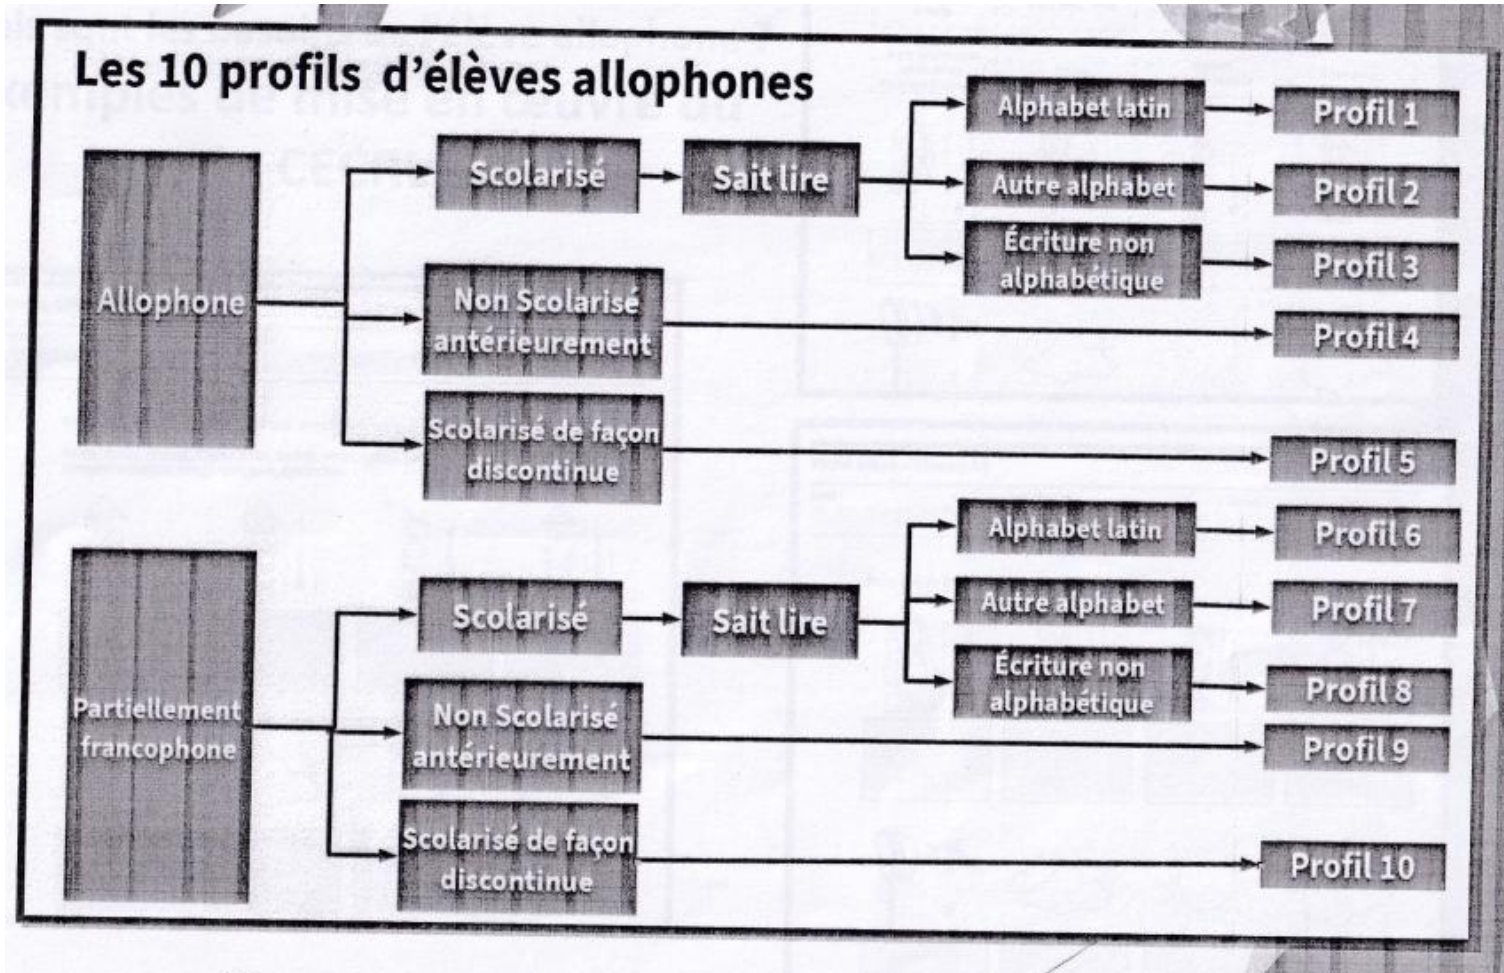 Les 10 profils d'élèves allophones
Allophone
Scolarisé
Sait lire
Alphabet latin
Profil 1
Autre alphabet
Profil 2
Écriture non
alphabétique
Profil 3
Non Scolarisé
antérieurement
Profil 4
Scolarisé de façon
discontinue
Profil 5
Partiellement
francophone
Scolarisé
Sait lire
Alphabet latin
Profil 6
Autre alphabet
Profil 7
Écriture non
alphabétique
Profil 8
Non Scolarisé
antérieurement
Profil 9
Scolarisé de façon
discontinue
Profil 10